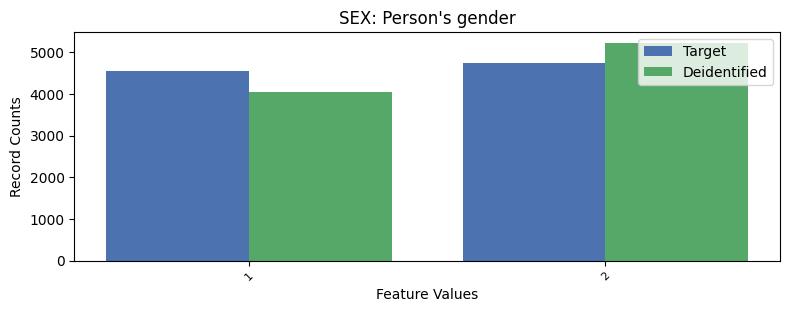 SEX: Person's gender
Target
Deidentified
Record Counts
5000
4000
3000
2000
1000
0
1
2
Feature Values